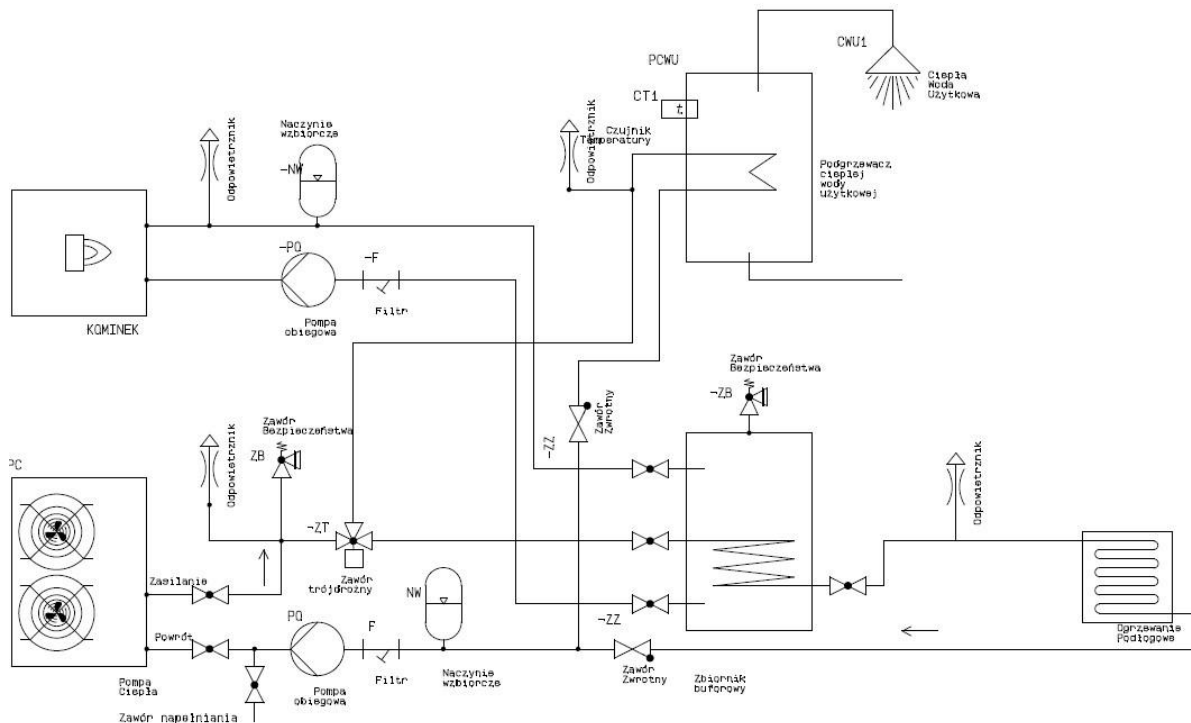 CWU1
Ciepła
Woda
Użytkowa
PCWU
CT1
t
Czujnik
Temperatury
Odpowietrznik
Podgrzewacz
ciepłej
wody
użytkowej
Naczynie
wzbiorcze
¬NW
Odpowietrznik
¬PO
¬F
Filtr
Pompa
obiegowa
KOMINEK
Zawór
Bezpieczeństwa
¬ZB
Zawór
Zwrotny
¬ZZ
Zawór
Bezpieczeństwa
ZB
Odpowietrznik
PC
¬ZT
Zawór
trójdrożny
Zasilanie
Powrót
PO
F
NW
Filtr
Pompa
obiegowa
Naczynie
wzbiorcze
Pompa
Ciepła
Zawór napełniania
¬ZZ
Zawór
Zwrotny
Zbiornik
buforowy
Odpowietrznik
Ogrzewanie
Podłogowe